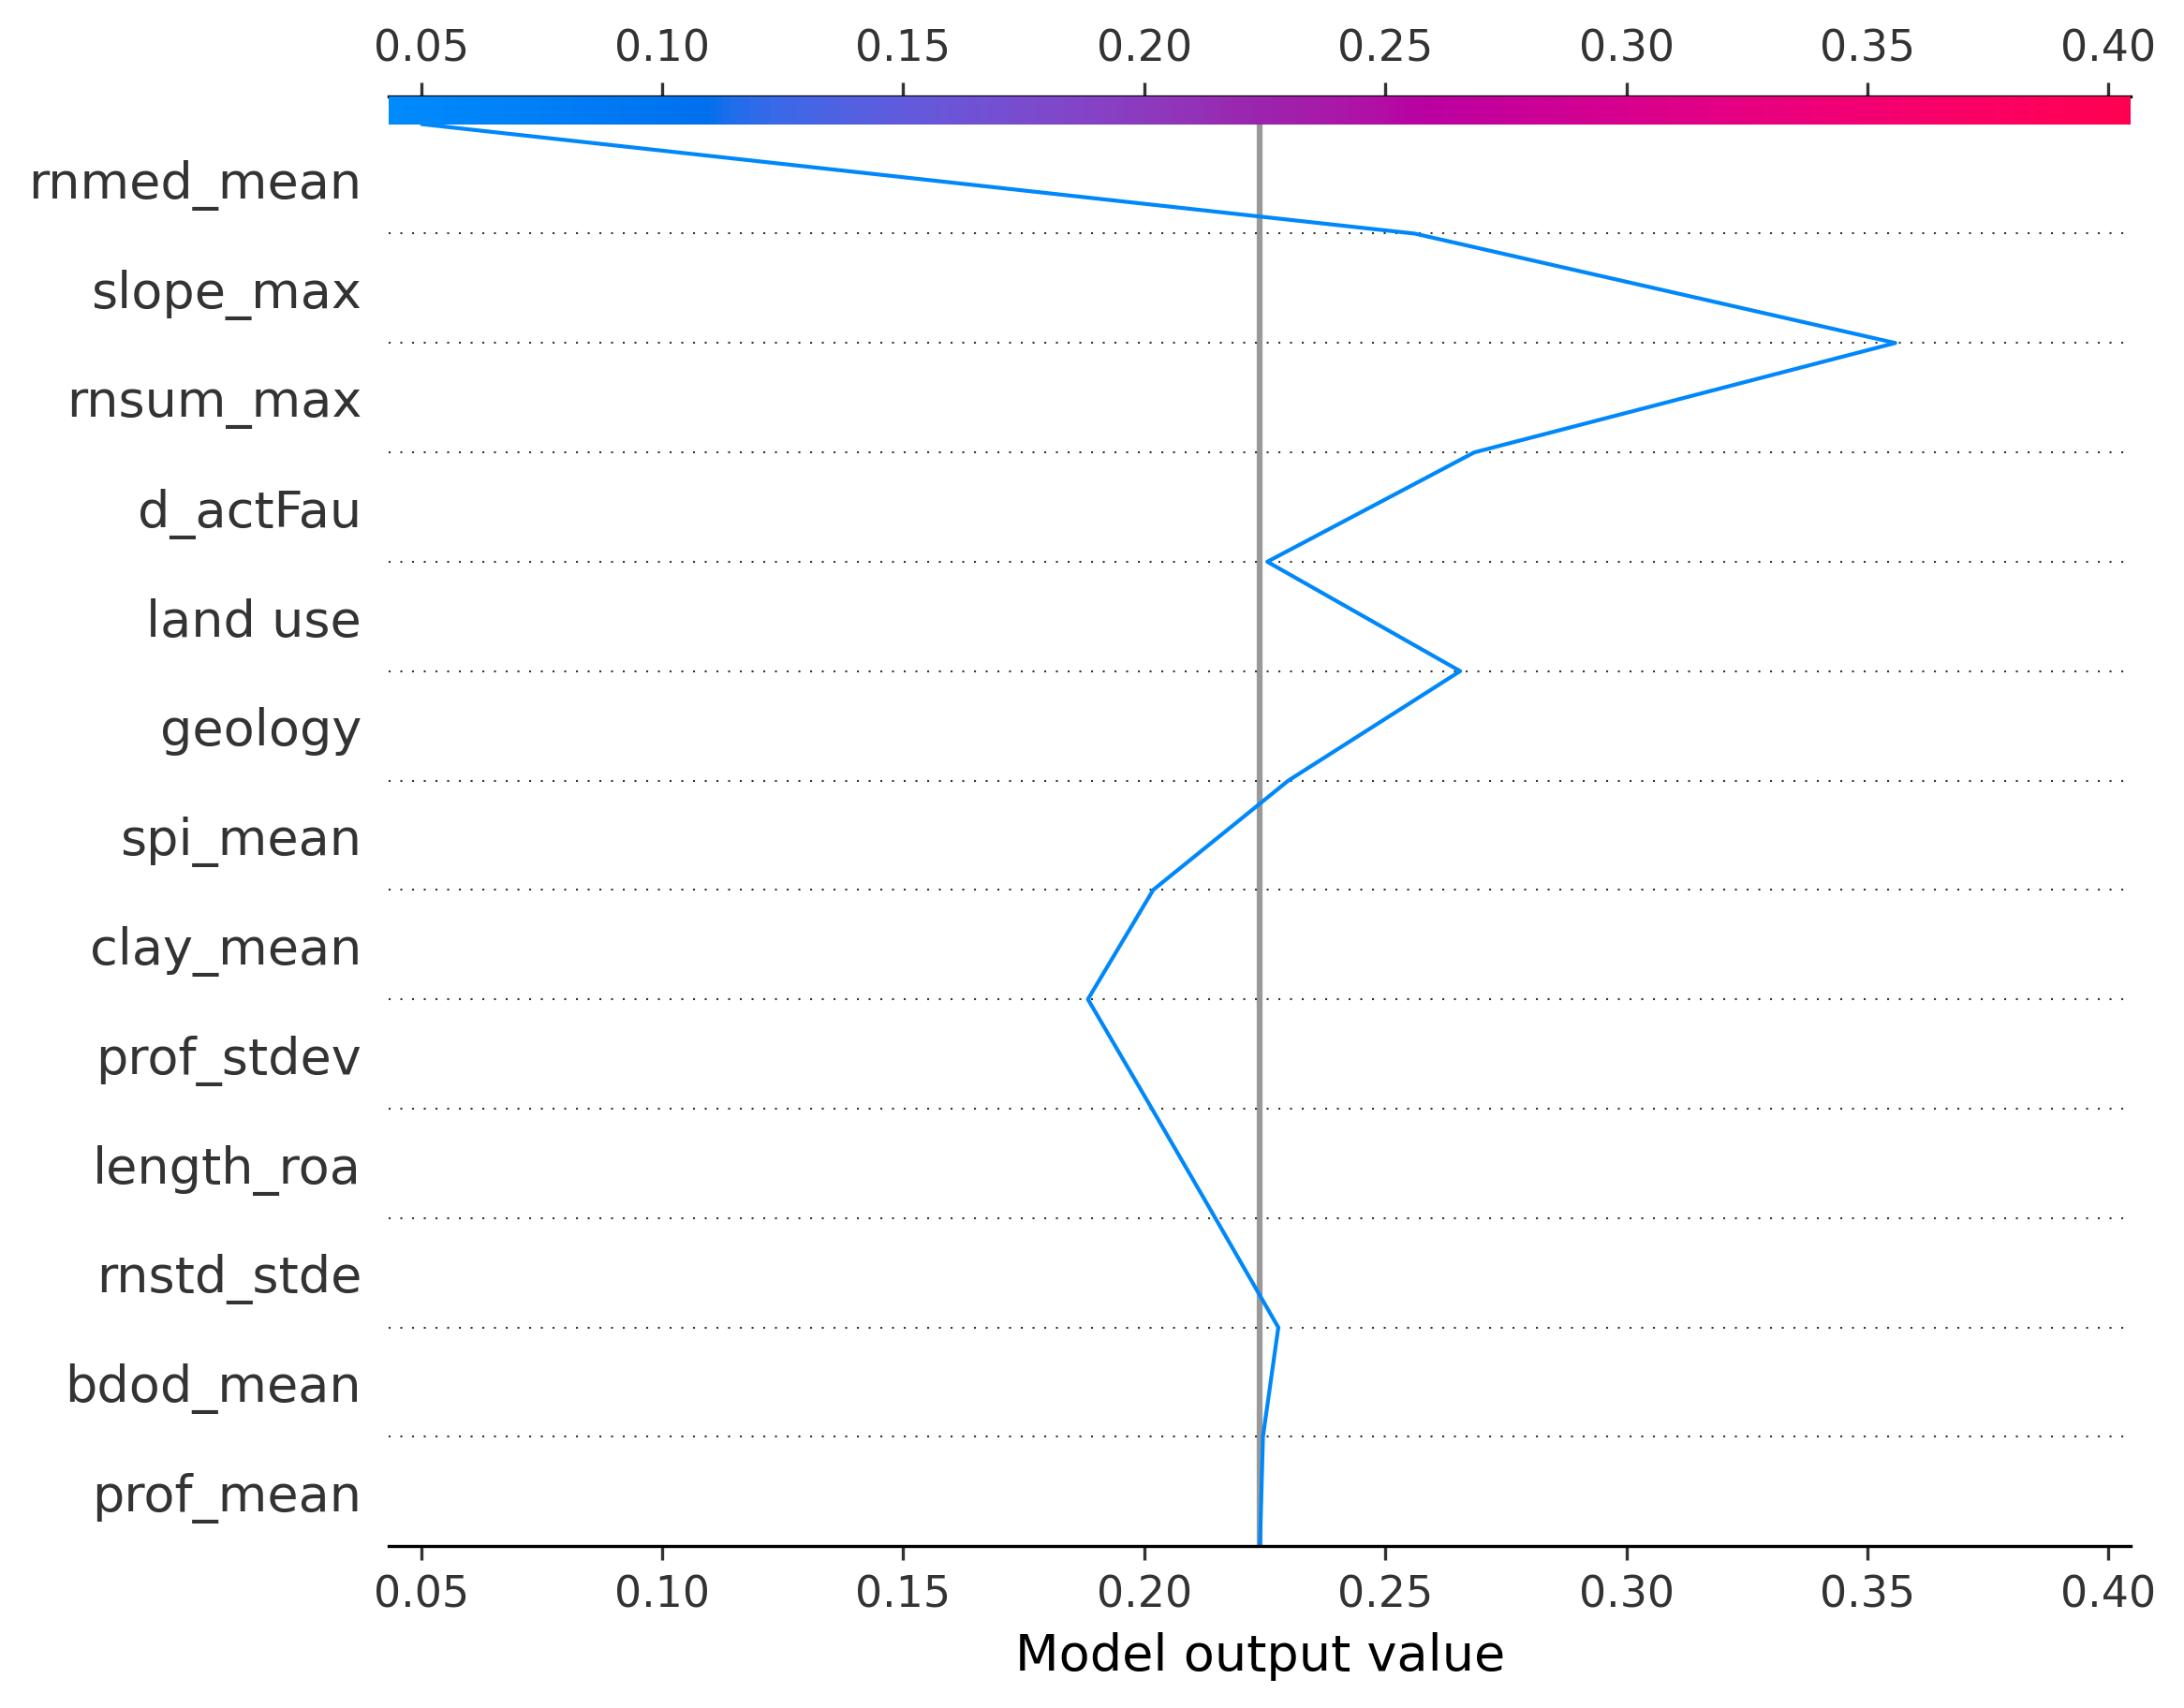 0.05 0.10 0.15 0.20 0.25 0.30 0.35 0.40
rnmed_mean
slope_max
rnsum_max
d_actFau
land use
geology
spi_mean
clay_mean
prof_stdev
length_roa
rnstd_stde
bdod_mean
prof_mean
0.05 0.10 0.15 0.20 0.25 0.30 0.35 0.40
Model output value